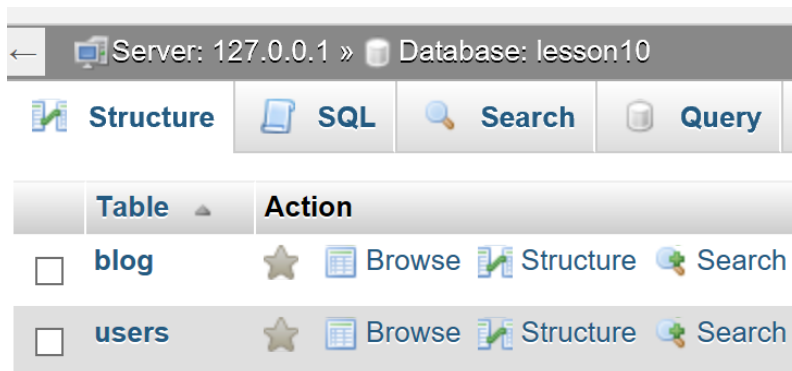 ← Server: 127.0.0.1 » Database: lesson10
Structure SQL Search Query
Table Action
blog Browse Structure Search
users Browse Structure Search